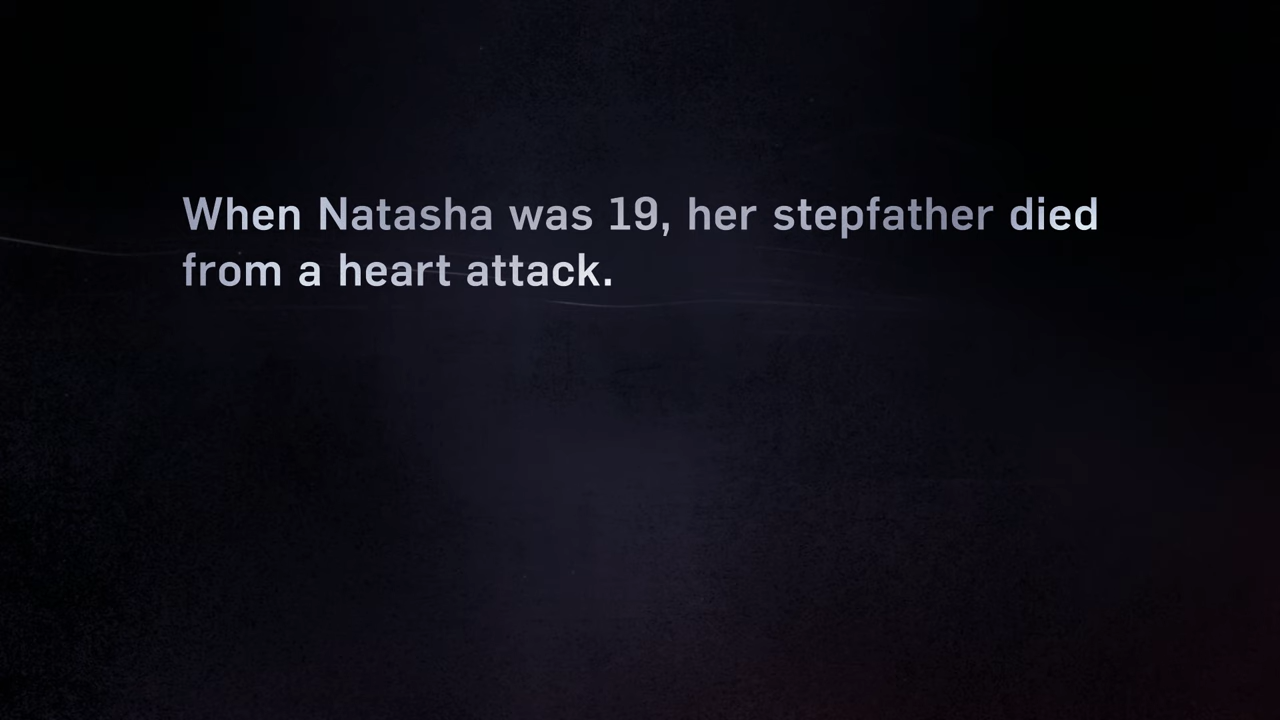 When Natasha was 19, her stepfather died
from a heart attack.